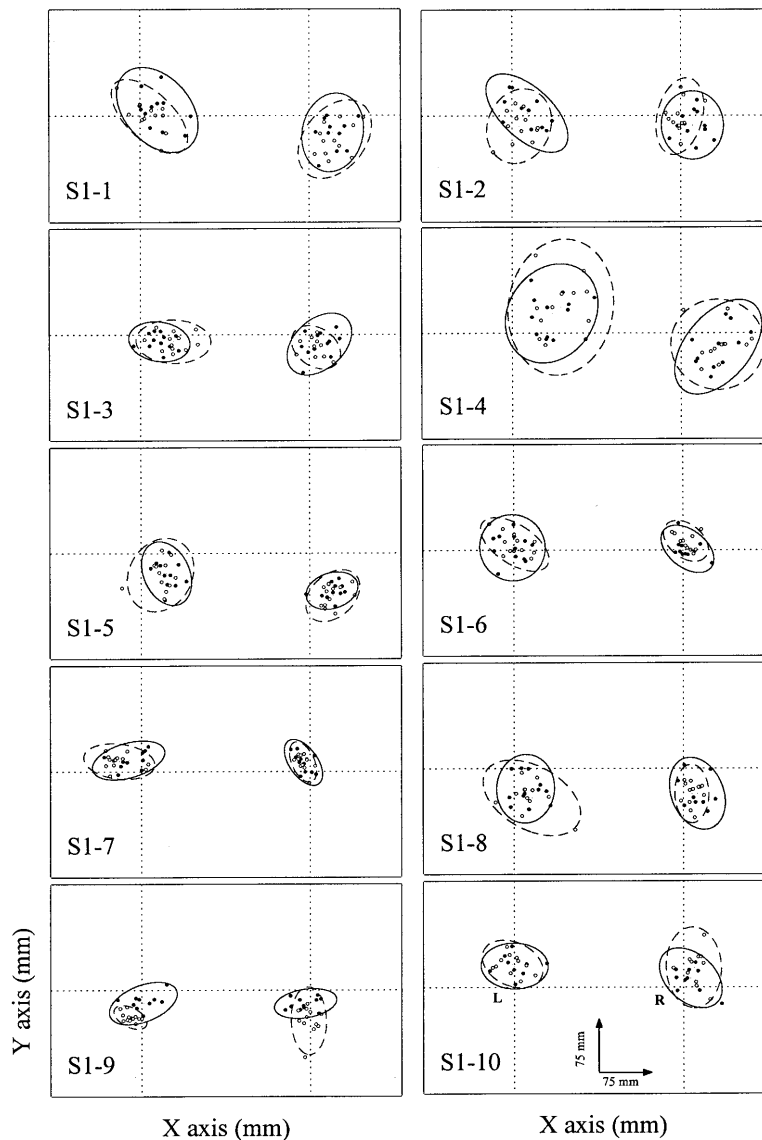 S1-1
S1-2
S1-3
S1-4
S1-5
S1-6
S1-7
S1-8
S1-9
L
R
75 mm
75 mm
S1-10
Y axis (mm)
X axis (mm)
X axis (mm)